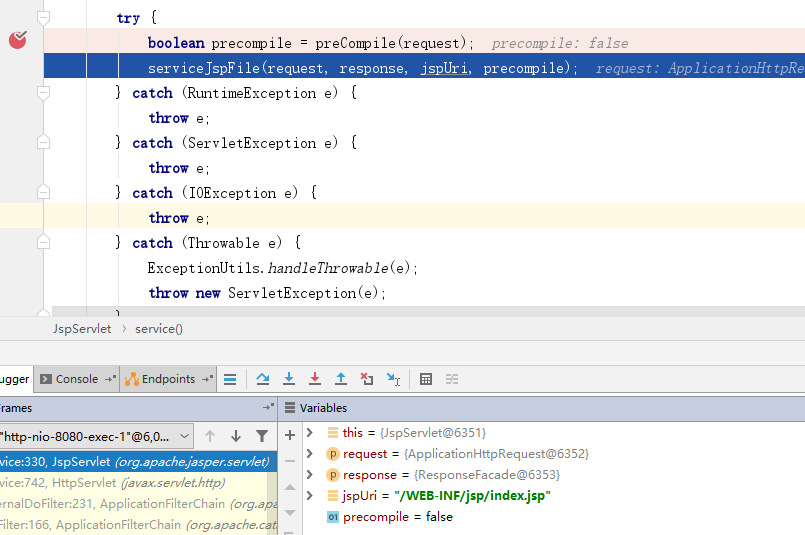 try {
boolean precompile = preCompile(request); precompile: false
serviceJspFile(request, response, jspUri, precompile); request: ApplicationHttpRe
} catch (RuntimeException e) {
throw e;
} catch (ServletException e) {
throw e;
} catch (IOException e) {
throw e;
} catch (Throwable e) {
ExceptionUtils.handleThrowable(e);
throw new ServletException(e);
}
JspServlet › service()
ugger Console Endpoints
Frames
Variables
"http-nio-8080-exec-1"@6,0...
vice:330, JspServlet (org.apache.jasper.servlet)
vice:742, HttpServlet (javax.servlet.http)
ernalDoFilter:231, ApplicationFilterChain (org.apa
Filter:166, ApplicationFilterChain (org.apache.cat
this = {JspServlet@6351}
request = {ApplicationHttpRequest@6352}
response = {ResponseFacade@6353}
jspUri = "/WEB-INF/jsp/index.jsp"
01 precompile = false